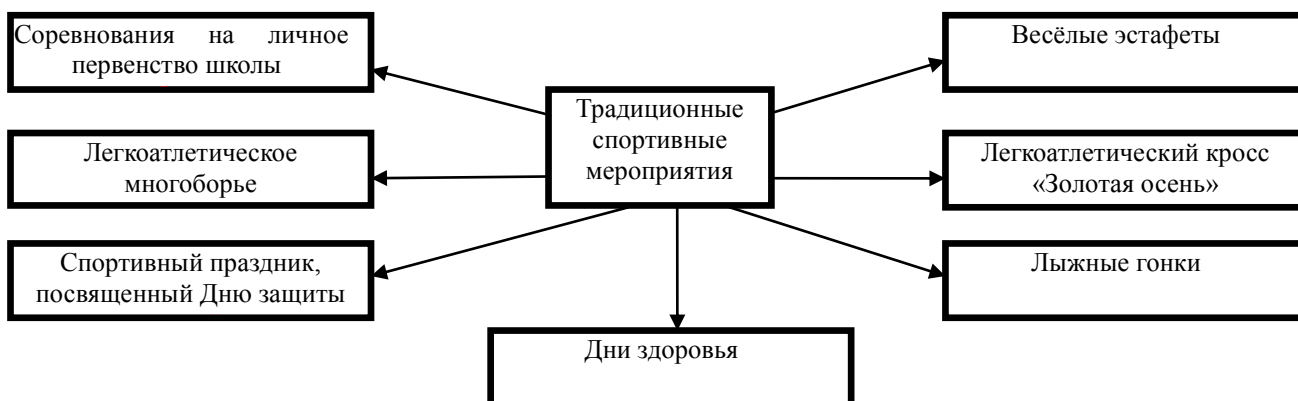 Соревнования на личное
первенство школы
Весёлые эстафеты
Традиционные
спортивные
мероприятия
Легкоатлетическое
многоборье
Легкоатлетический кросс
«Золотая осень»
Спортивный праздник,
посвященный Дню защиты
Лыжные гонки
Дни здоровья